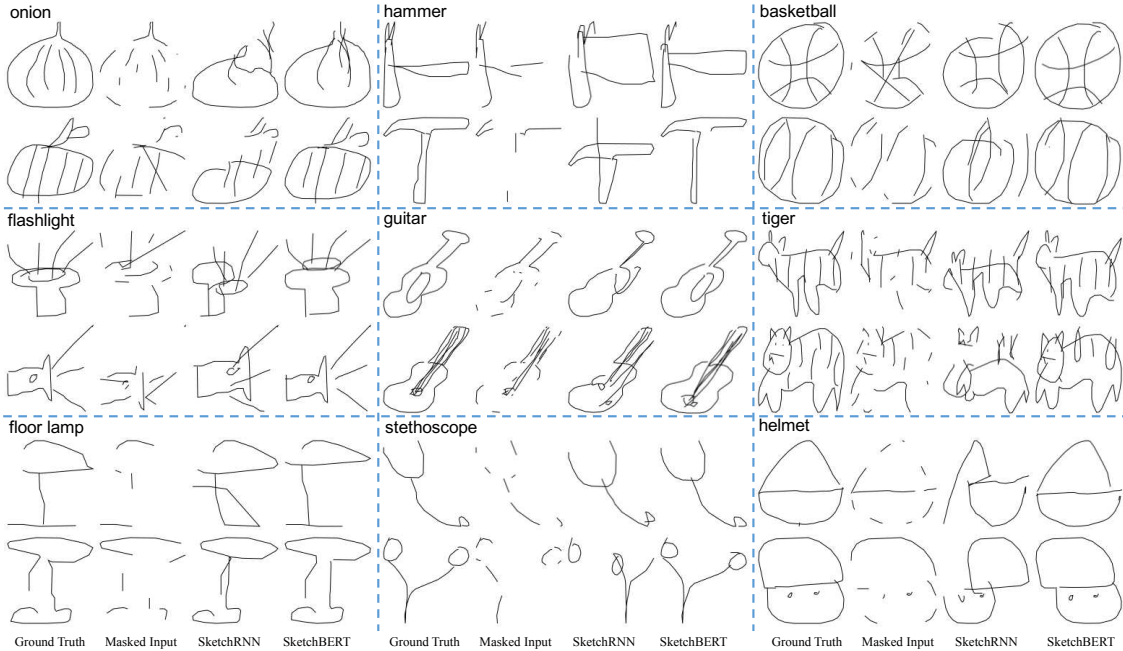 onion hammer basketball
flashlight guitar tiger
floor lamp stethoscope helmet
Ground Truth Masked Input SketchRNN SketchBERT Ground Truth Masked Input SketchRNN SketchBERT Ground Truth Masked Input SketchRNN SketchBERT